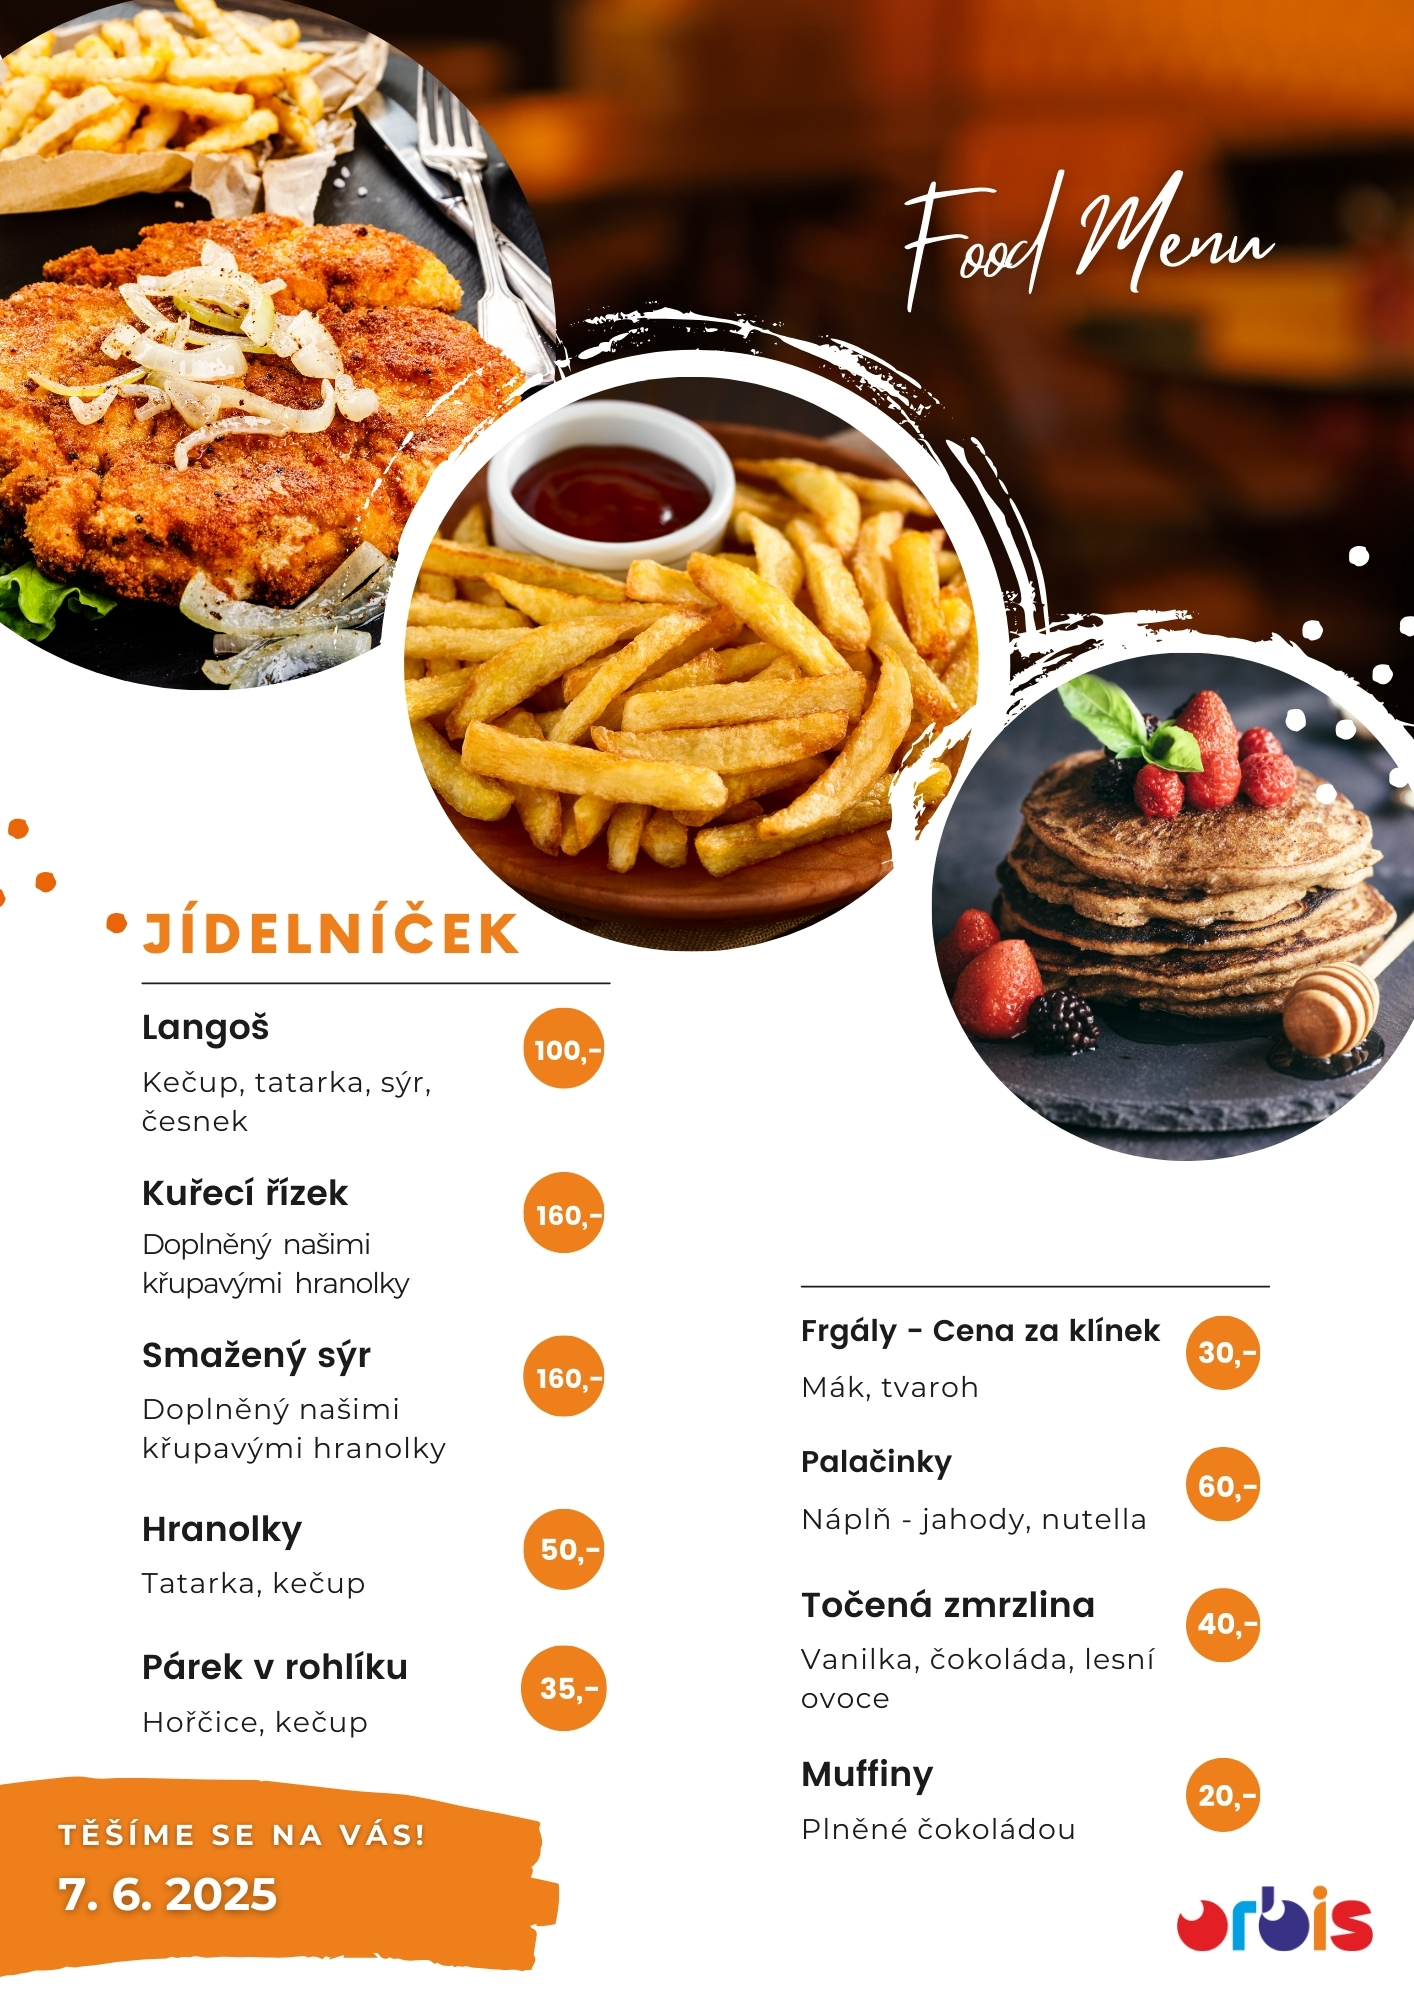 Food Menu
JÍDELNÍČEK
Langoš
100,-
Kečup, tatarka, sýr,
česnek
Kuřecí řízek
160,-
Doplněný našimi
křupavými hranolky
Smažený sýr
160,-
Doplněný našimi
křupavými hranolky
Hranolky
50,-
Tatarka, kečup
Párek v rohlíku
35,-
Hořčice, kečup
Frgály - Cena za klínek
30,-
Mák, tvaroh
Palačinky
60,-
Náplň - jahody, nutella
Točená zmrzlina
40,-
Vanilka, čokoláda, lesní
ovoce
Muffiny
20,-
Plněné čokoládou
TĚŠÍME SE NA VÁS!
7. 6. 2025
orbis